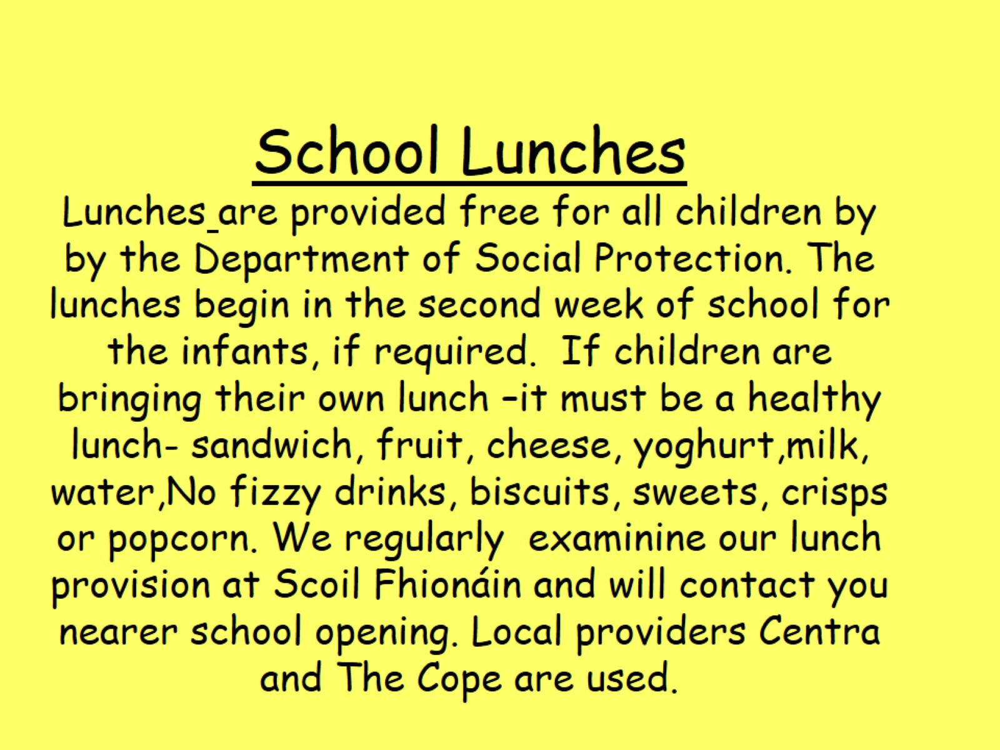 School Lunches
Lunches are provided free for all children by
by the Department of Social Protection. The
lunches begin in the second week of school for
the infants, if required.  If children are
bringing their own lunch –it must be a healthy
lunch- sandwich, fruit, cheese, yoghurt,milk,
water,No fizzy drinks, biscuits, sweets, crisps
or popcorn. We regularly  examinine our lunch
provision at Scoil Fhionáin and will contact you
nearer school opening. Local providers Centra
and The Cope are used.